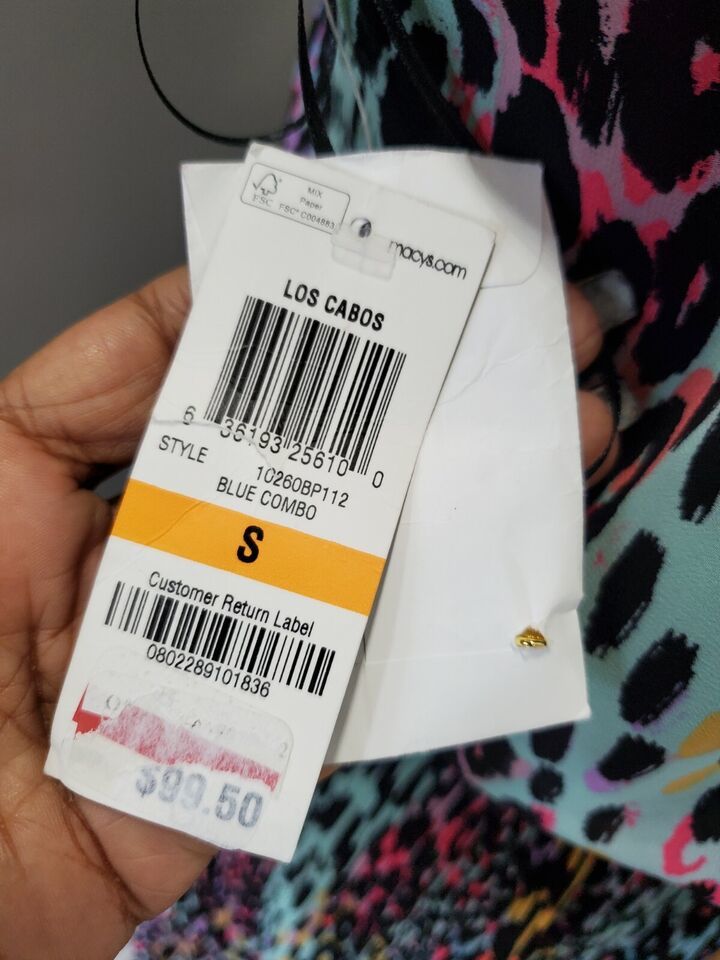 FSC®
MIX
Paper
FSC® C004883
macys.com
LOS CABOS
6 36193 25610 0
STYLE 10260BP112
BLUE COMBO
S
Customer Return Label
0802289101836
$99.50